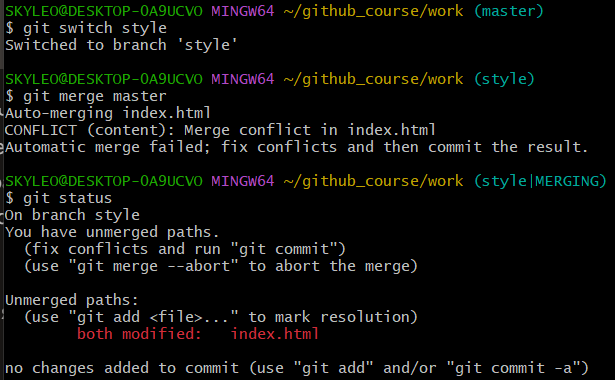 SKYLEO@DESKTOP-OA9UCVO MINGW64 ~/github_course/work (master)
$ git switch style
Switched to branch 'style'
SKYLEO@DESKTOP-OA9UCVO MINGW64 ~/github_course/work (style)
$ git merge master
Auto-merging index.html
CONFLICT (content): Merge conflict in index.html
Automatic merge failed; fix conflicts and then commit the result.
SKYLEO@DESKTOP-OA9UCVO MINGW64 ~/github_course/work (style|MERGING)
$ git status
On branch style
You have unmerged paths.
  (fix conflicts and run "git commit")
  (use "git merge --abort" to abort the merge)
Unmerged paths:
  (use "git add <file>..." to mark resolution)
        both modified:   index.html
no changes added to commit (use "git add" and/or "git commit -a")